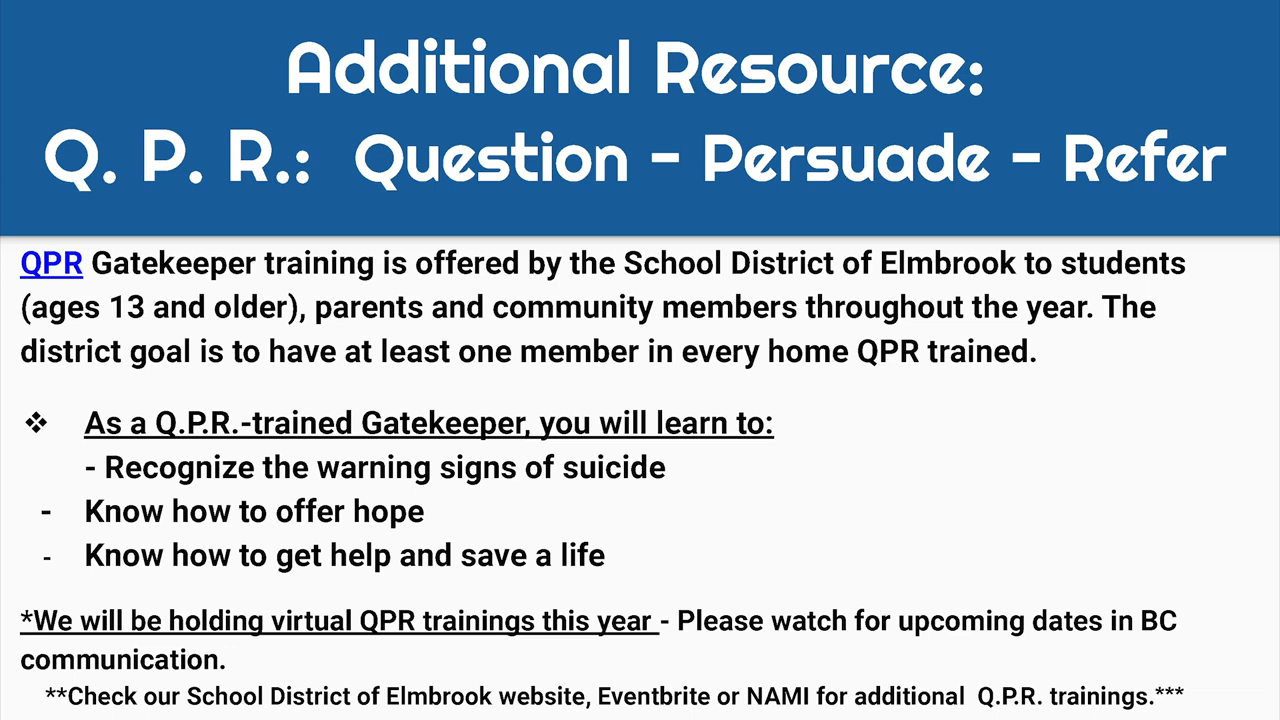 Additional Resource:
Q. P. R.: Question - Persuade - Refer
QPR Gatekeeper training is offered by the School District of Elmbrook to students
(ages 13 and older), parents and community members throughout the year. The
district goal is to have at least one member in every home QPR trained.
❖ As a Q.P.R.-trained Gatekeeper, you will learn to:
- Recognize the warning signs of suicide
- Know how to offer hope
- Know how to get help and save a life
*We will be holding virtual QPR trainings this year - Please watch for upcoming dates in BC
communication.
**Check our School District of Elmbrook website, Eventbrite or NAMI for additional Q.P.R. trainings.***